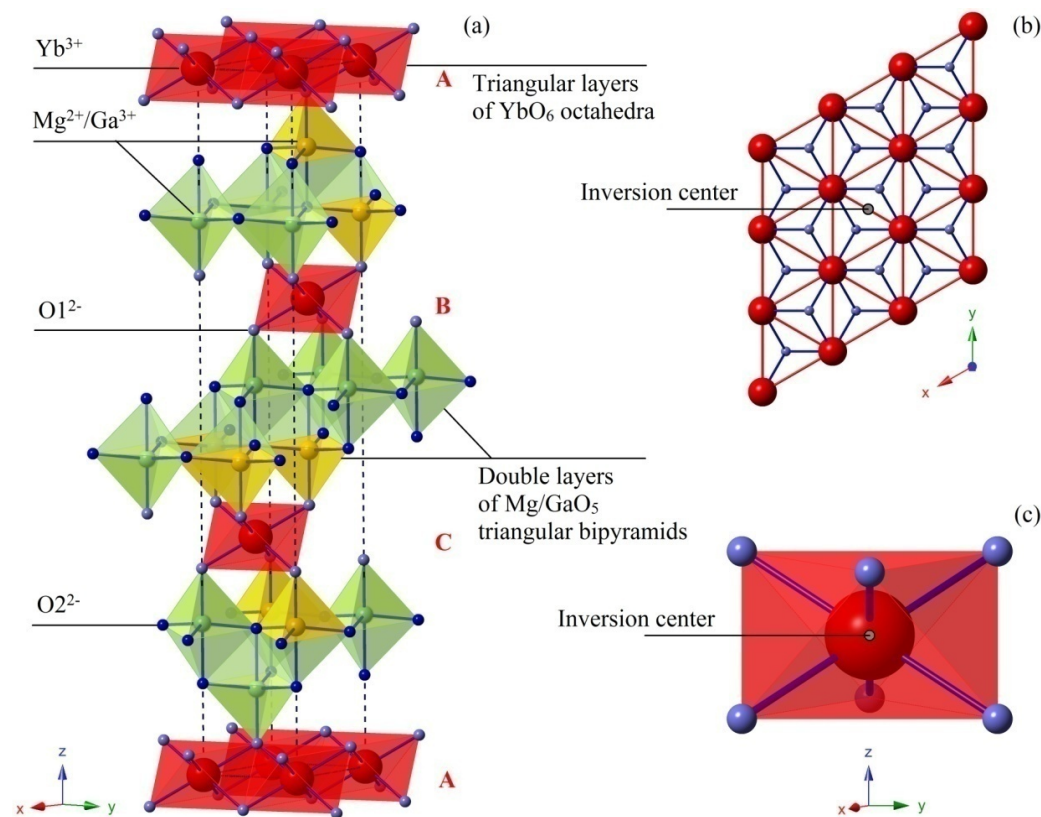 (a)
Yb³⁺
A
Triangular layers
of YbO₆ octahedra
Mg²⁺/Ga³⁺
O1²⁻
B
Double layers
of Mg/GaO₅
triangular bipyramids
C
O2²⁻
A
z
x
y
(b)
Inversion center
y
x
(c)
Inversion center
z
x
y